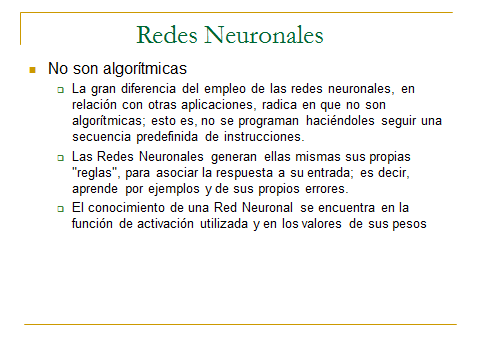 Redes Neuronales
No son algorítmicas
La gran diferencia del empleo de las redes neuronales, en
relación con otras aplicaciones, radica en que no son
algorítmicas; esto es, no se programan haciéndoles seguir una
secuencia predefinida de instrucciones.
Las Redes Neuronales generan ellas mismas sus propias
"reglas", para asociar la respuesta a su entrada; es decir,
aprende por ejemplos y de sus propios errores.
El conocimiento de una Red Neuronal se encuentra en la
función de activación utilizada y en los valores de sus pesos